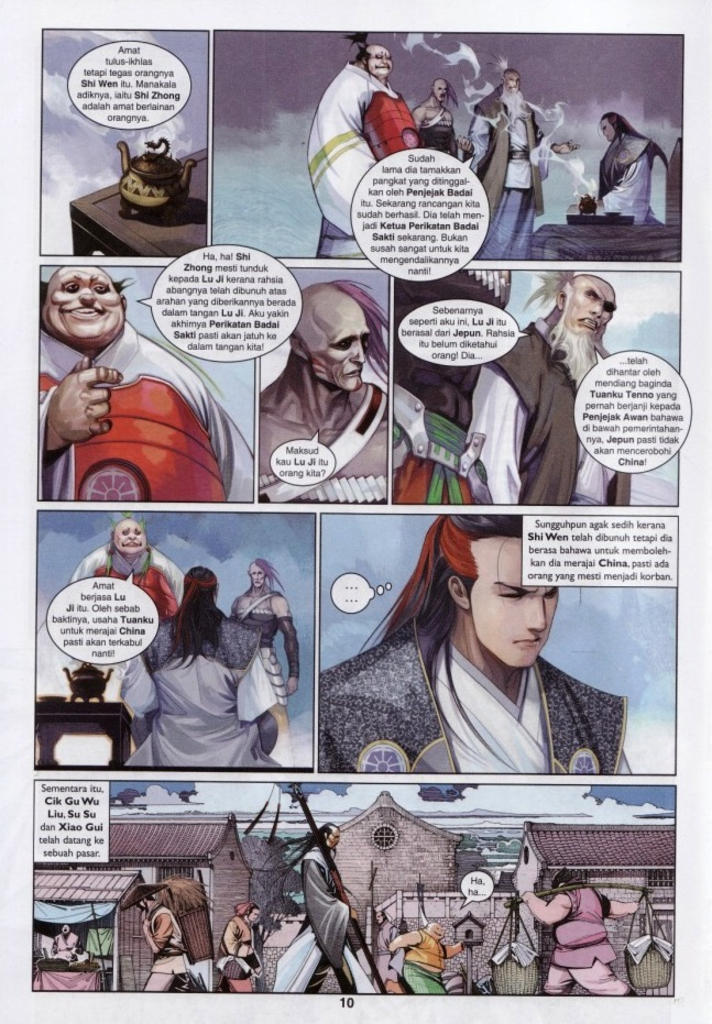 Amat
tulus-ikhlas
tetapi tegas orangnya
Shi Wen itu. Manakala
adiknya, iaitu Shi Zhong
adalah amat berlainan
orangnya.
Sudah
lama dia tamakkan
pangkat yang ditinggal-
kan oleh Penjejak Badai
itu. Sekarang rancangan kita
sudah berhasil. Dia telah men-
jadi Ketua Perikatan Badai
Sakti sekarang. Bukan
susah sangat untuk kita
mengendalikannya
nanti!
Ha, ha! Shi
Zhong mesti tunduk
kepada Lu Ji kerana rahsia
abangnya telah dibunuh atas
arahan yang diberikannya berada
dalam tangan Lu Ji. Aku yakin
akhirnya Perikatan Badai
Sakti pasti akan jatuh ke
dalam tangan kita!
Maksud
kau Lu Ji itu
orang kita?
Sebenarnya
seperti aku ini, Lu Ji itu
berasal dari Jepun. Rahsia
itu belum diketahui
orang! Dia...
...telah
dihantar oleh
mendiang baginda
Tuanku Tenno yang
pernah berjanji kepada
Penjejak Awan bahawa
di bawah pemerintahan-
nya, Jepun pasti tidak
akan mencerobohi
China!
Amat
berjasa Lu
Ji itu. Oleh sebab
baktinya, usaha Tuanku
untuk merajai China
pasti akan terkabul
nanti!
...
...
Sungguhpun agak sedih kerana
Shi Wen telah dibunuh tetapi dia
berasa bahawa untuk memboleh-
kan dia merajai China, pasti ada
orang yang mesti menjadi korban.
Sementara itu,
Cik Gu Wu
Liu, Su Su
dan Xiao Gui
telah datang ke
sebuah pasar.
Ha,
ha...
10